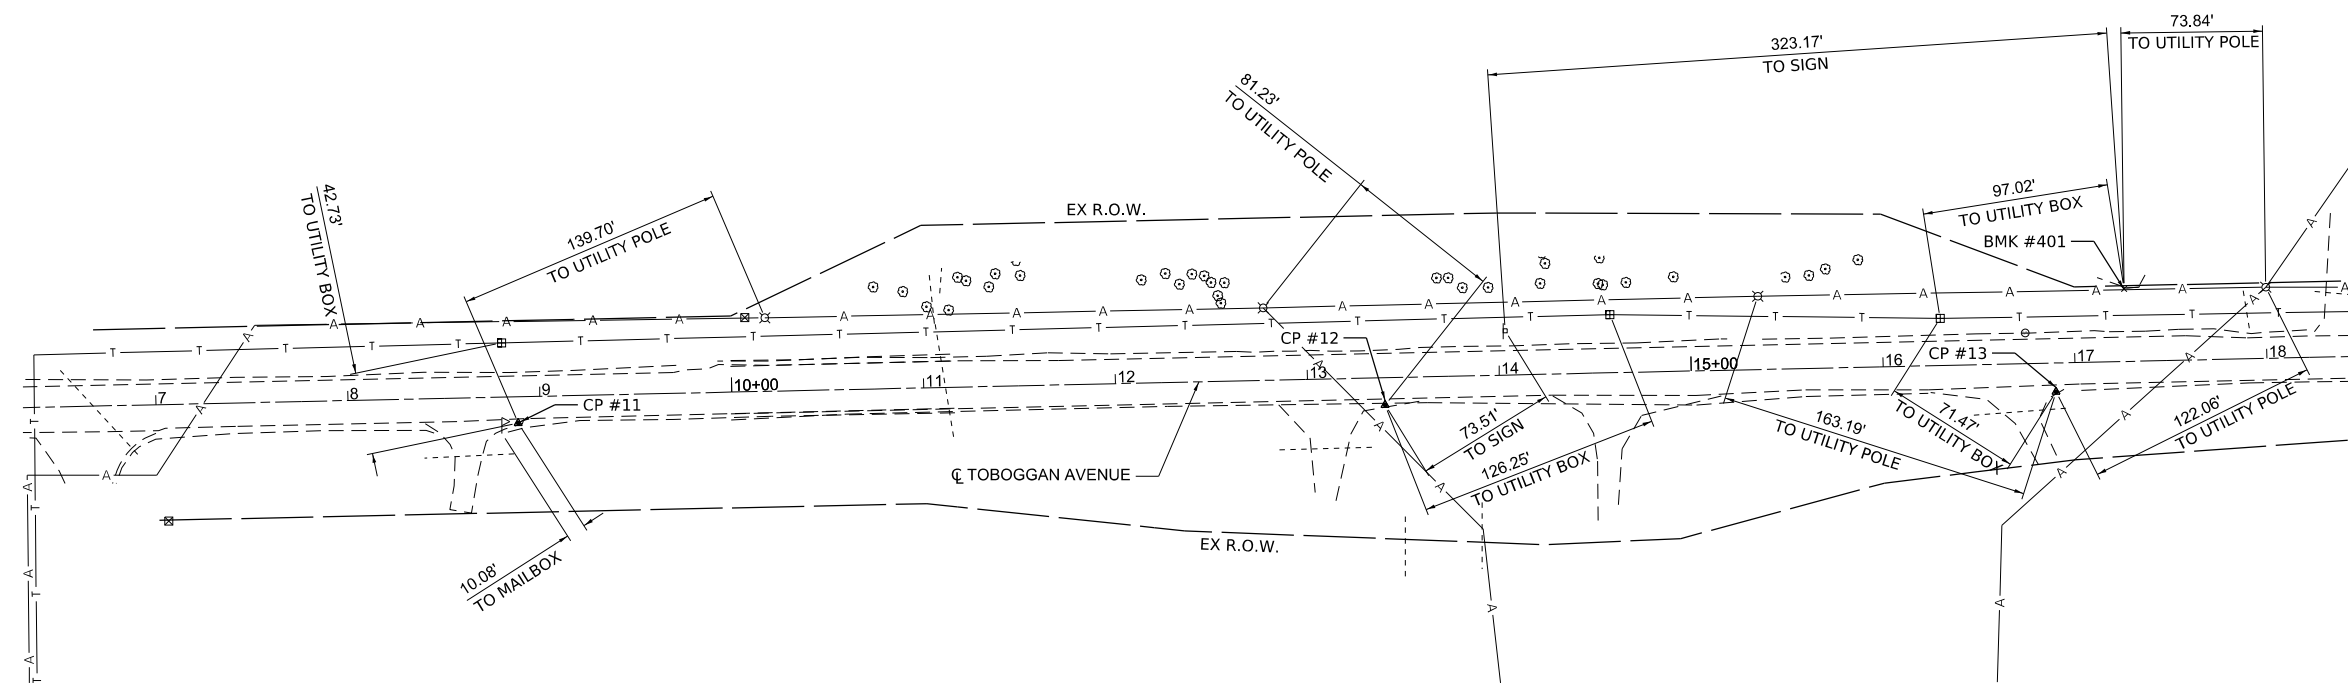 73.84'
TO UTILITY POLE
323.17'
TO SIGN
81.23'
TO UTILITY POLE
42.73'
TO UTILITY BOX
139.70'
TO UTILITY POLE
EX R.O.W.
97.02'
TO UTILITY BOX
BMK #401
A A A A A A A A A A A A A A A A A A A A A A
T T T T T T T T T T T T T T T T T T T T T T T T T T
P
CP #12
CP #13
7 8 9 10+00 11 12 13 14 15+00 16 17 18
CP #11
73.51'
TO SIGN
126.25'
TO UTILITY BOX
163.19'
TO UTILITY POLE
71.47'
TO UTILITY BOX
122.06'
TO UTILITY POLE
℄ TOBOGGAN AVENUE
EX R.O.W.
10.08'
TO MAILBOX